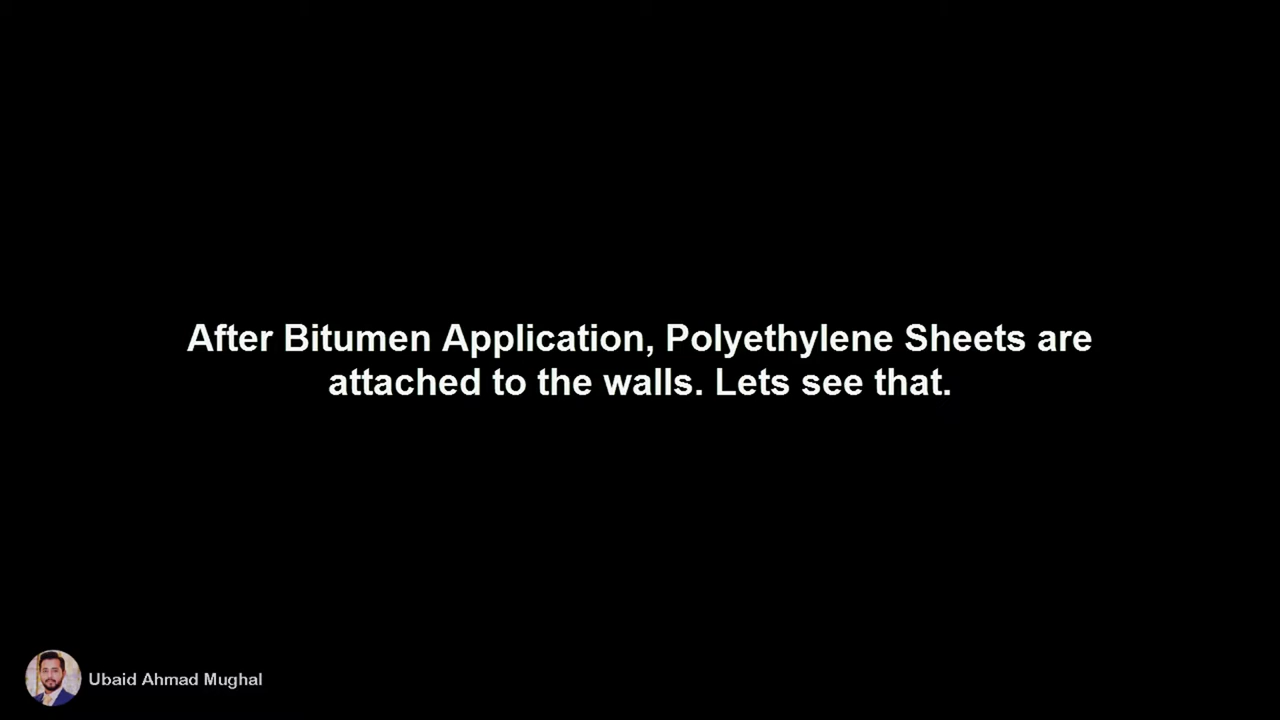 After Bitumen Application, Polyethylene Sheets are
attached to the walls. Lets see that.
Ubaid Ahmad Mughal